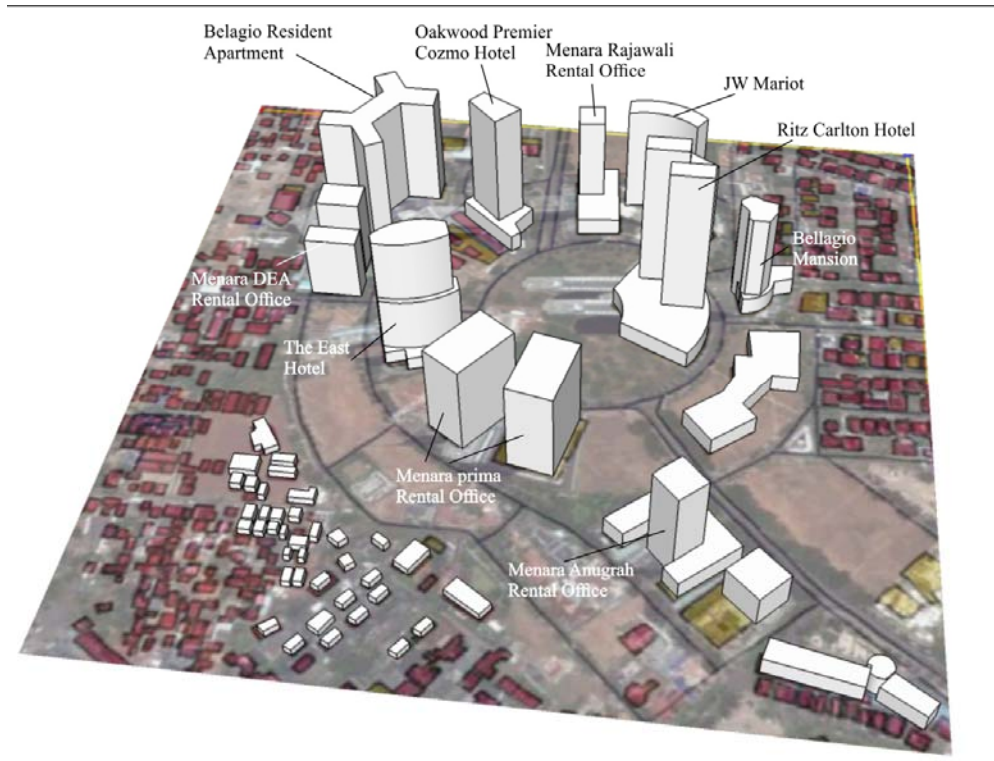 Belagio Resident
Apartment
Oakwood Premier
Cozmo Hotel
Menara Rajawali
Rental Office
JW Mariot
Ritz Carlton Hotel
Bellagio
Mansion
Menara DEA
Rental Office
The East
Hotel
Menara prima
Rental Office
Menara Anugrah
Rental Office